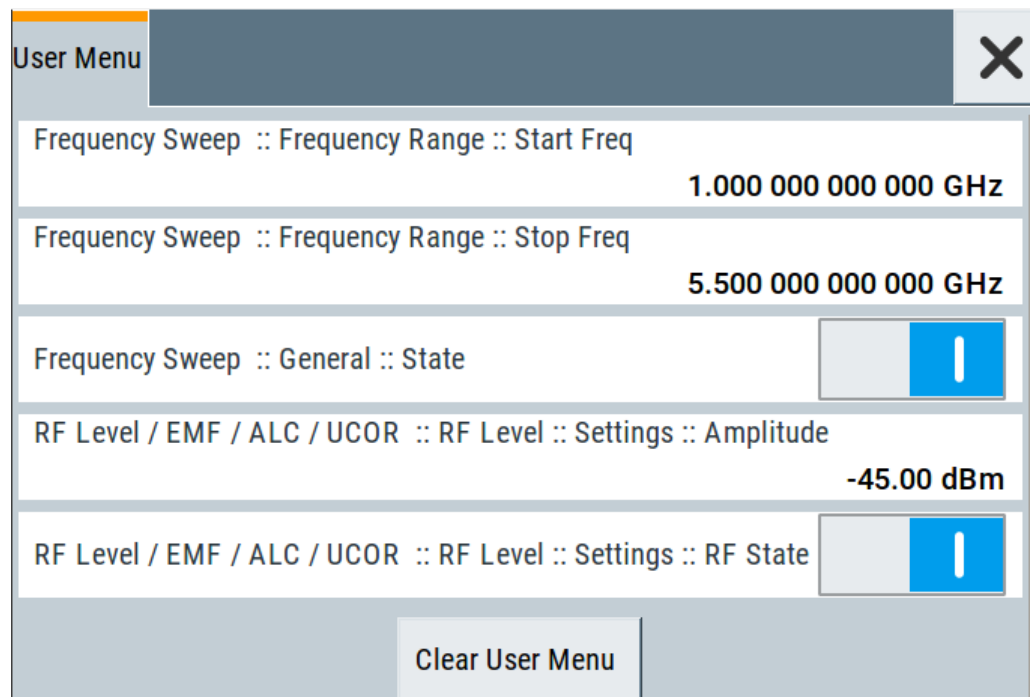 User Menu
Frequency Sweep :: Frequency Range :: Start Freq
1.000 000 000 000 GHz
Frequency Sweep :: Frequency Range :: Stop Freq
5.500 000 000 000 GHz
Frequency Sweep :: General :: State
RF Level / EMF / ALC / UCOR :: RF Level :: Settings :: Amplitude
-45.00 dBm
RF Level / EMF / ALC / UCOR :: RF Level :: Settings :: RF State
Clear User Menu